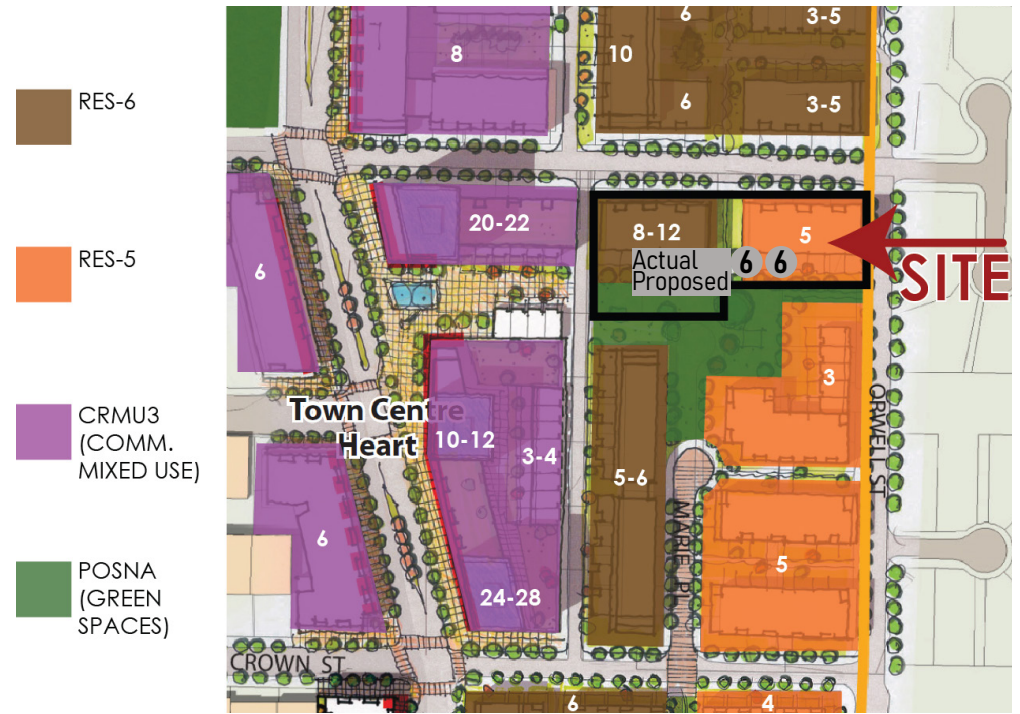 RES-6
RES-5
CRMU3
(COMM.
MIXED USE)
POSNA
(GREEN
SPACES)
8
10
6
3-5
6
3-5
20-22
8-12
5
Actual
Proposed
6 6
SITE
6
Town Centre
Heart
10-12
3-4
3
5-6
ORWELL ST
MARIE PL
6
5
24-28
CROWN ST
6
4